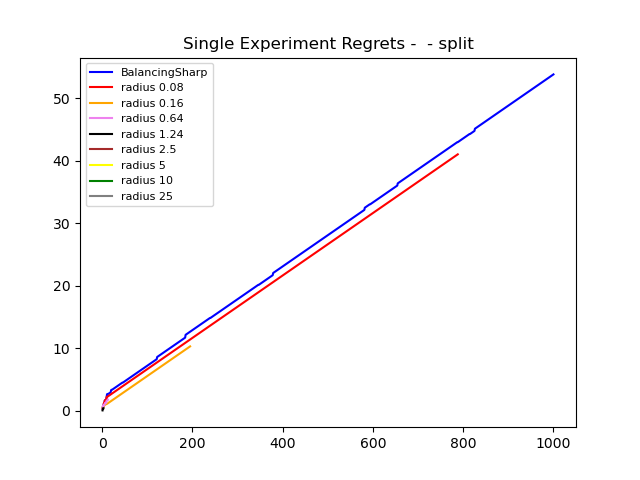 Single Experiment Regrets -  - split
BalancingSharp
radius 0.08
radius 0.16
radius 0.64
radius 1.24
radius 2.5
radius 5
radius 10
radius 25
50
40
30
20
10
0
0 200 400 600 800 1000